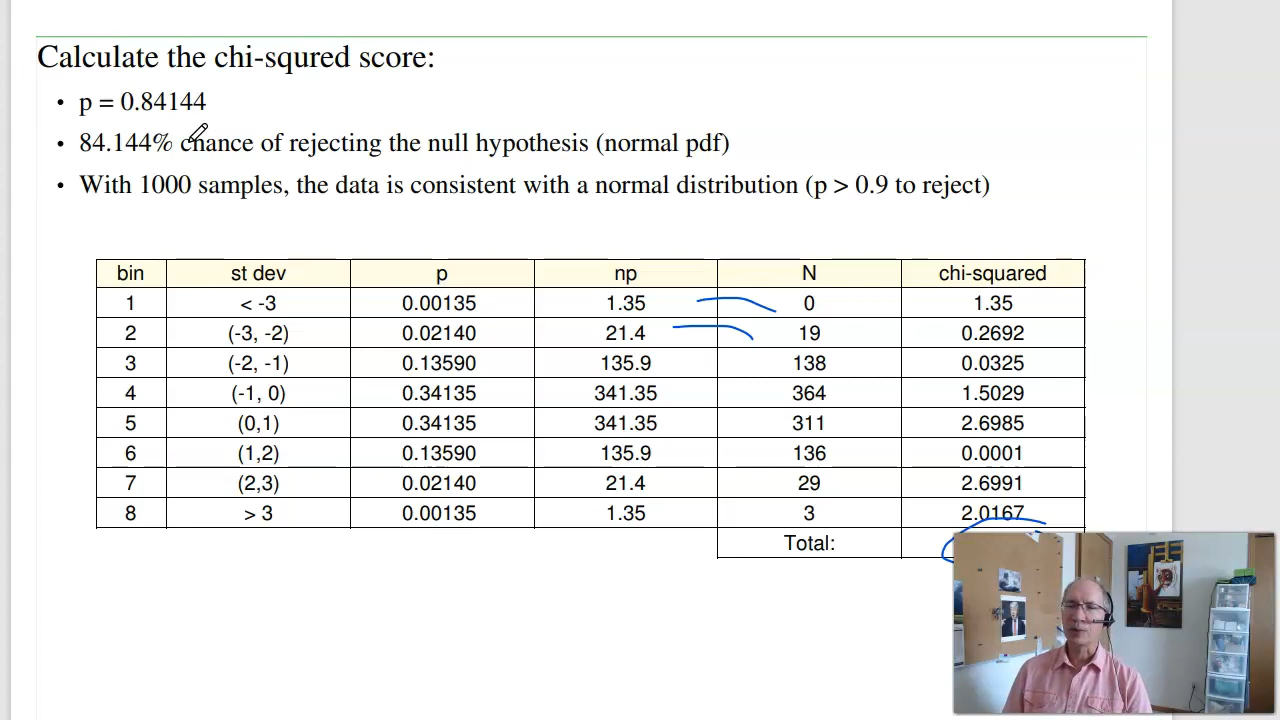 Calculate the chi-squred score:
• p = 0.84144
• 84.144% chance of rejecting the null hypothesis (normal pdf)
• With 1000 samples, the data is consistent with a normal distribution (p > 0.9 to reject)
bin st dev p np N chi-squared
1 < -3 0.00135 1.35 0 1.35
2 (-3, -2) 0.02140 21.4 19 0.2692
3 (-2, -1) 0.13590 135.9 138 0.0325
4 (-1, 0) 0.34135 341.35 364 1.5029
5 (0,1) 0.34135 341.35 311 2.6985
6 (1,2) 0.13590 135.9 136 0.0001
7 (2,3) 0.02140 21.4 29 2.6991
8 > 3 0.00135 1.35 3 2.0167
Total: